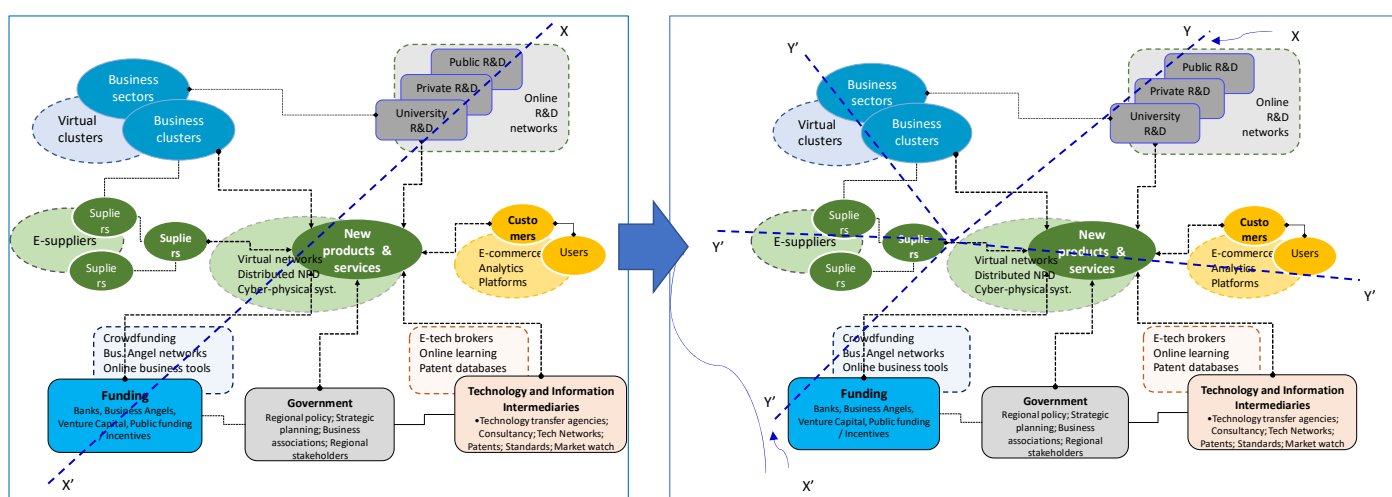 X
Public R&D
Private R&D
University
R&D
Online
R&D
networks
Business
sectors
Virtual
clusters
Business
clusters
Suplie
rs
E-suppliers
Suplie
rs
Suplie
rs
New
products &
services
Virtual networks
Distributed NPD
Cyber-physical syst.
Custo
mers
Users
E-commerce
Analytics
Platforms
Crowdfunding
Bus. Angel networks
Online business tools
E-tech brokers
Online learning
Patent databases
Funding
Banks, Business Angels,
Venture Capital, Public funding
/ Incentives
Government
Regional policy; Strategic
planning; Business
associations; Regional
stakeholders
Technology and Information
Intermediaries
•Technology transfer agencies;
Consultancy; Tech Networks;
Patents; Standards; Market watch
X'
Y'
Y
X
Public R&D
Private R&D
University
R&D
Online
R&D
networks
Business
sectors
Virtual
clusters
Business
clusters
Suplie
rs
Y'
E-suppliers
Suplie
rs
Suplie
rs
New
products &
services
Virtual networks
Distributed NPD
Cyber-physical syst.
Custo
mers
Users
E-commerce
Analytics
Platforms
Y'
Crowdfunding
Bus. Angel networks
Online business tools
E-tech brokers
Online learning
Patent databases
Y'
Funding
Banks, Business Angels,
Venture Capital, Public funding
/ Incentives
Government
Regional policy; Strategic
planning; Business
associations; Regional
stakeholders
Technology and Information
Intermediaries
•Technology transfer agencies;
Consultancy; Tech Networks;
Patents; Standards; Market watch
X'